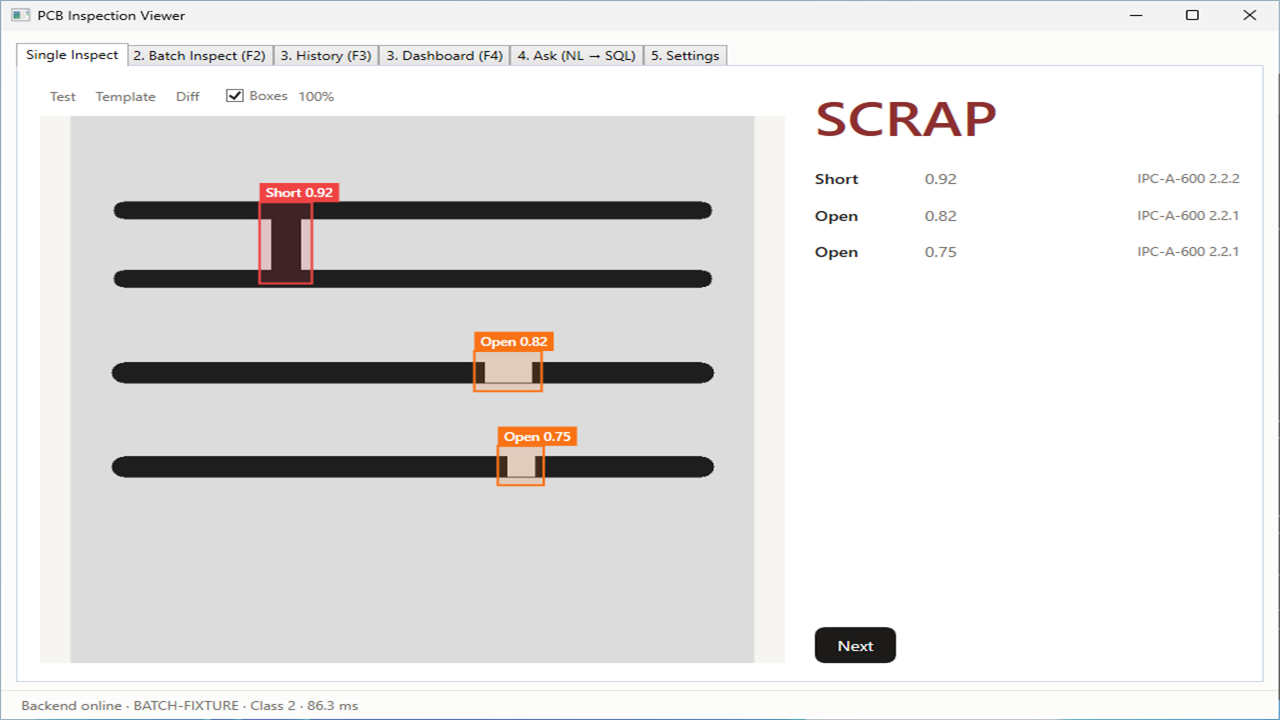 PCB Inspection Viewer
Single Inspect 2. Batch Inspect (F2) 3. History (F3) 3. Dashboard (F4) 4. Ask (NL → SQL) 5. Settings
Test Template Diff Boxes 100%
SCRAP
Short 0.92 IPC-A-600 2.2.2
Open 0.82 IPC-A-600 2.2.1
Open 0.75 IPC-A-600 2.2.1
Short 0.92
Open 0.82
Open 0.75
Next
Backend online · BATCH-FIXTURE · Class 2 · 86.3 ms